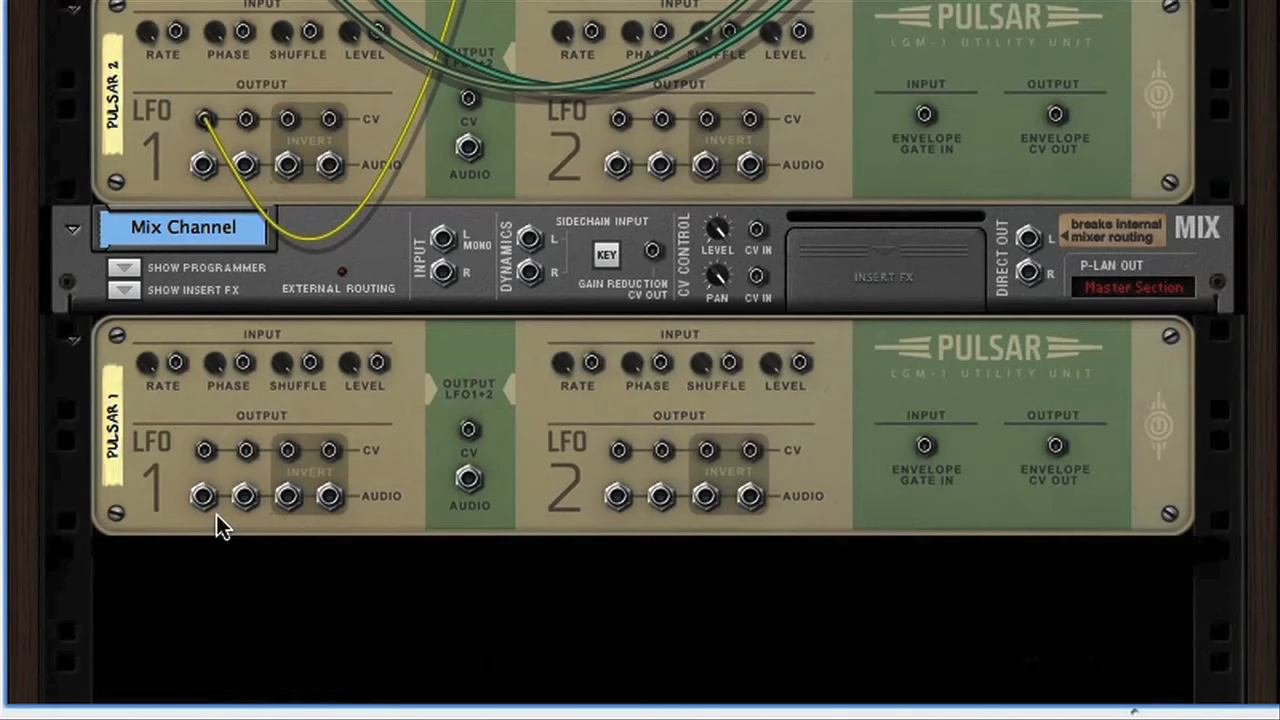 INPUT
INPUT
PULSAR
LGM-1 UTILITY UNIT
RATE PHASE SHUFFLE LEVEL
OUTPUT
RATE PHASE SHUFFLE LEVEL
OUTPUT
OUTPUT
INPUT OUTPUT
PULSAR 2
LFO
1
CV
INVERT
AUDIO
CV
AUDIO
LFO
2
CV
INVERT
AUDIO
ENVELOPE
GATE IN
ENVELOPE
CV OUT
Mix Channel
SHOW PROGRAMMER
SHOW INSERT FX
EXTERNAL ROUTING
INPUT
L
MONO
R
DYNAMICS
L
R
SIDECHAIN INPUT
KEY
GAIN REDUCTION
CV OUT
CV CONTROL
LEVEL CV IN
PAN CV IN
INSERT FX
DIRECT OUT
L
R
breaks internal
mixer routing
MIX
P-LAN OUT
Master Section
INPUT
INPUT
PULSAR
LGM-1 UTILITY UNIT
RATE PHASE SHUFFLE LEVEL
OUTPUT
LFO1+2
RATE PHASE SHUFFLE LEVEL
OUTPUT
OUTPUT
INPUT OUTPUT
PULSAR 1
LFO
1
CV
INVERT
AUDIO
CV
AUDIO
LFO
2
CV
INVERT
AUDIO
ENVELOPE
GATE IN
ENVELOPE
CV OUT